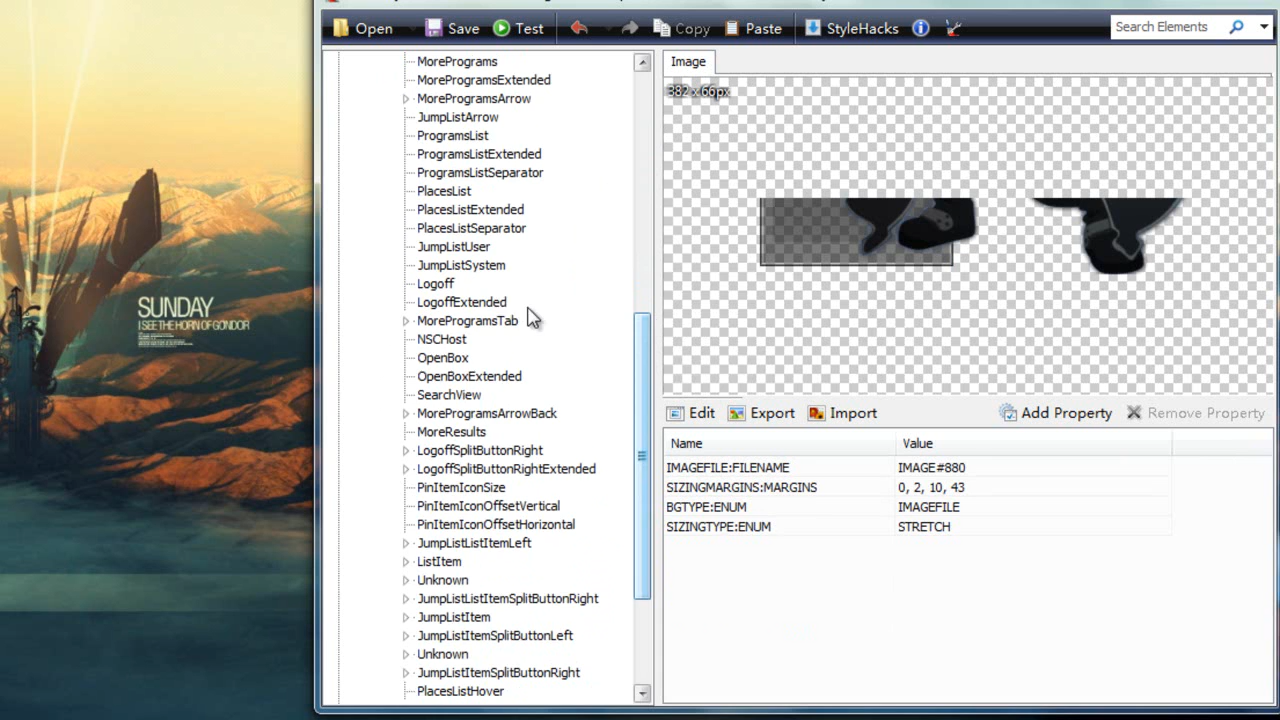 Open
Save
Test
Copy
Paste
StyleHacks
Search Elements
MorePrograms
MoreProgramsExtended
MoreProgramsArrow
JumpListArrow
ProgramsList
ProgramsListExtended
ProgramsListSeparator
PlacesList
PlacesListExtended
PlacesListSeparator
JumpListUser
JumpListSystem
Logoff
LogoffExtended
MoreProgramsTab
NSCHost
OpenBox
OpenBoxExtended
SearchView
MoreProgramsArrowBack
MoreResults
LogoffSplitButtonRight
LogoffSplitButtonRightExtended
PinItemIconSize
PinItemIconOffsetVertical
PinItemIconOffsetHorizontal
JumpListListItemLeft
ListItem
Unknown
JumpListListItemSplitButtonRight
JumpListItem
JumpListItemSplitButtonLeft
Unknown
JumpListItemSplitButtonRight
PlacesListHover
Image
382 x 66px
Edit
Export
Import
Add Property
Remove Property
Name Value
IMAGEFILE:FILENAME IMAGE#880
SIZINGMARGINS:MARGINS 0, 2, 10, 43
BGTYPE:ENUM IMAGEFILE
SIZINGTYPE:ENUM STRETCH
SUNDAY
I SEE THE HORN OF GONDOR